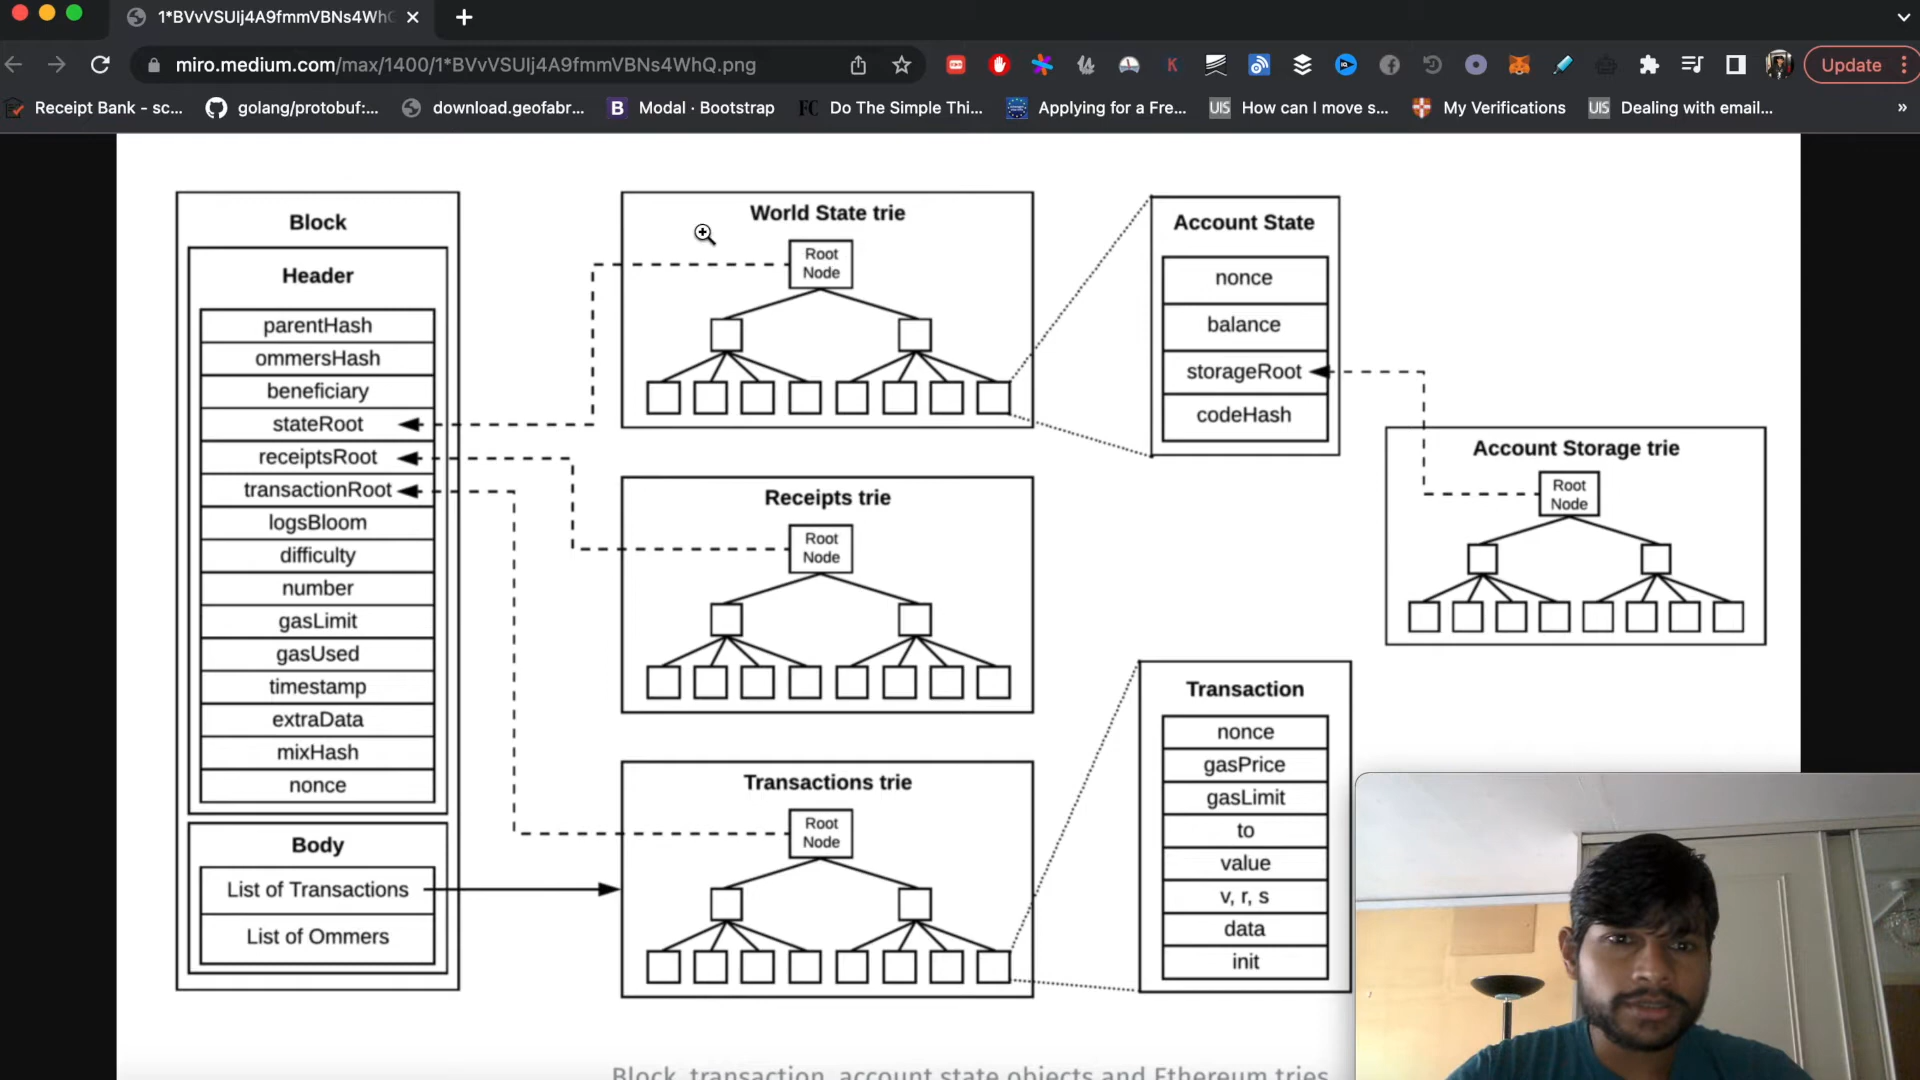 1*BVvVSUlj4A9fmmVBNs4Wh
miro.medium.com/max/1400/1*BVvVSUlj4A9fmmVBNs4WhQ.png
Update
Receipt Bank - sc...
golang/protobuf:...
download.geofabr...
B
Modal · Bootstrap
FC
Do The Simple Thi...
Applying for a Fre...
UIS
How can I move s...
My Verifications
UIS
Dealing with email...
»
Block
Header
parentHash
ommersHash
beneficiary
stateRoot
receiptsRoot
transactionRoot
logsBloom
difficulty
number
gasLimit
gasUsed
timestamp
extraData
mixHash
nonce
Body
List of Transactions
List of Ommers
World State trie
Root
Node
Receipts trie
Root
Node
Transactions trie
Root
Node
Account State
nonce
balance
storageRoot
codeHash
Account Storage trie
Root
Node
Transaction
nonce
gasPrice
gasLimit
to
value
v, r, s
data
init
Block, transaction, account state objects and Ethereum tries